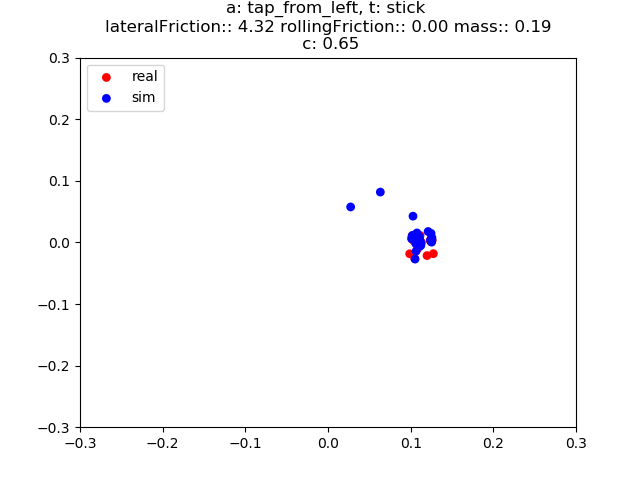 a: tap_from_left, t: stick
lateralFriction:: 4.32 rollingFriction:: 0.00 mass:: 0.19
c: 0.65
real
sim
0.3
0.2
0.1
0.0
−0.1
−0.2
−0.3
−0.3
−0.2
−0.1
0.0
0.1
0.2
0.3